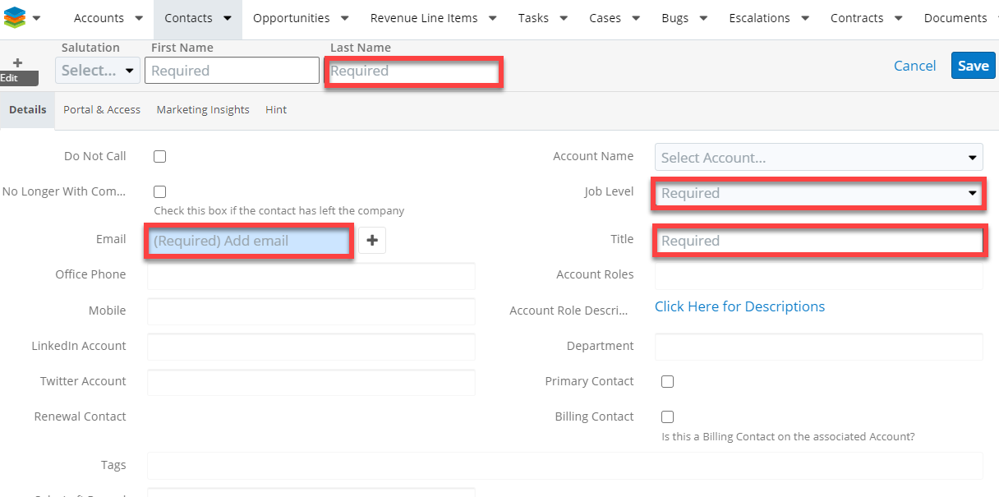 Accounts Contacts Opportunities Revenue Line Items Tasks Cases Bugs Escalations Contracts Documents
Salutation First Name Last Name
Edit Select... Required Required Cancel Save
Details Portal & Access Marketing Insights Hint
Do Not Call Account Name Select Account...
No Longer With Com... Job Level Required
Check this box if the contact has left the company
Email (Required) Add email Title Required
Office Phone Account Roles
Mobile Account Role Descri... Click Here for Descriptions
LinkedIn Account Department
Twitter Account Primary Contact
Renewal Contact Billing Contact
Is this a Billing Contact on the associated Account?
Tags